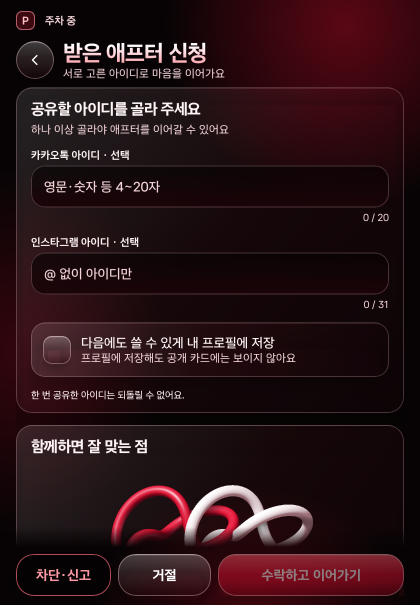 P 주차 중
받은 애프터 신청
서로 고른 아이디로 마음을 이어가요
공유할 아이디를 골라 주세요
하나 이상 골라야 애프터를 이어갈 수 있어요
카카오톡 아이디 · 선택
영문·숫자 등 4~20자
0 / 20
인스타그램 아이디 · 선택
@ 없이 아이디만
0 / 31
다음에도 쓸 수 있게 내 프로필에 저장
프로필에 저장해도 공개 카드에는 보이지 않아요
한 번 공유한 아이디는 되돌릴 수 없어요.
함께하면 잘 맞는 점
차단·신고 거절 수락하고 이어가기